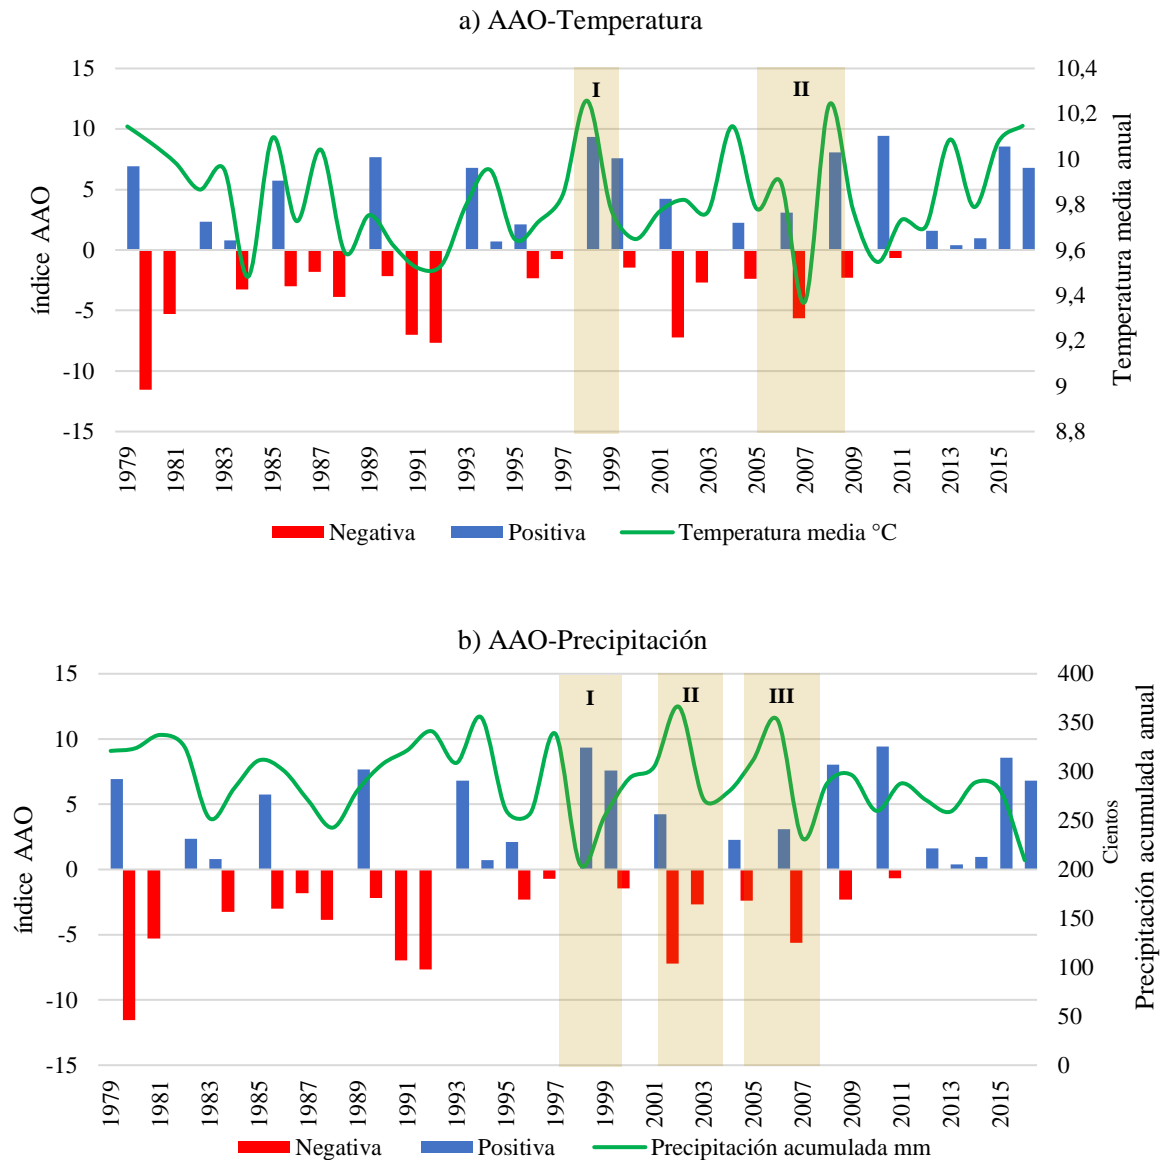 a) AAO-Temperatura
15
10
5
0
-5
-10
-15
índice AAO
I
II
10,4
10,2
10
9,8
9,6
9,4
9,2
9
8,8
Temperatura media anual
1979 1981 1983 1985 1987 1989 1991 1993 1995 1997 1999 2001 2003 2005 2007 2009 2011 2013 2015
Negativa Positiva Temperatura media °C
b) AAO-Precipitación
15
10
5
0
-5
-10
-15
índice AAO
I
II
III
400
350
300
250
200
150
100
50
0
Cientos
Precipitación acumulada anual
1979 1981 1983 1985 1987 1989 1991 1993 1995 1997 1999 2001 2003 2005 2007 2009 2011 2013 2015
Negativa Positiva Precipitación acumulada mm